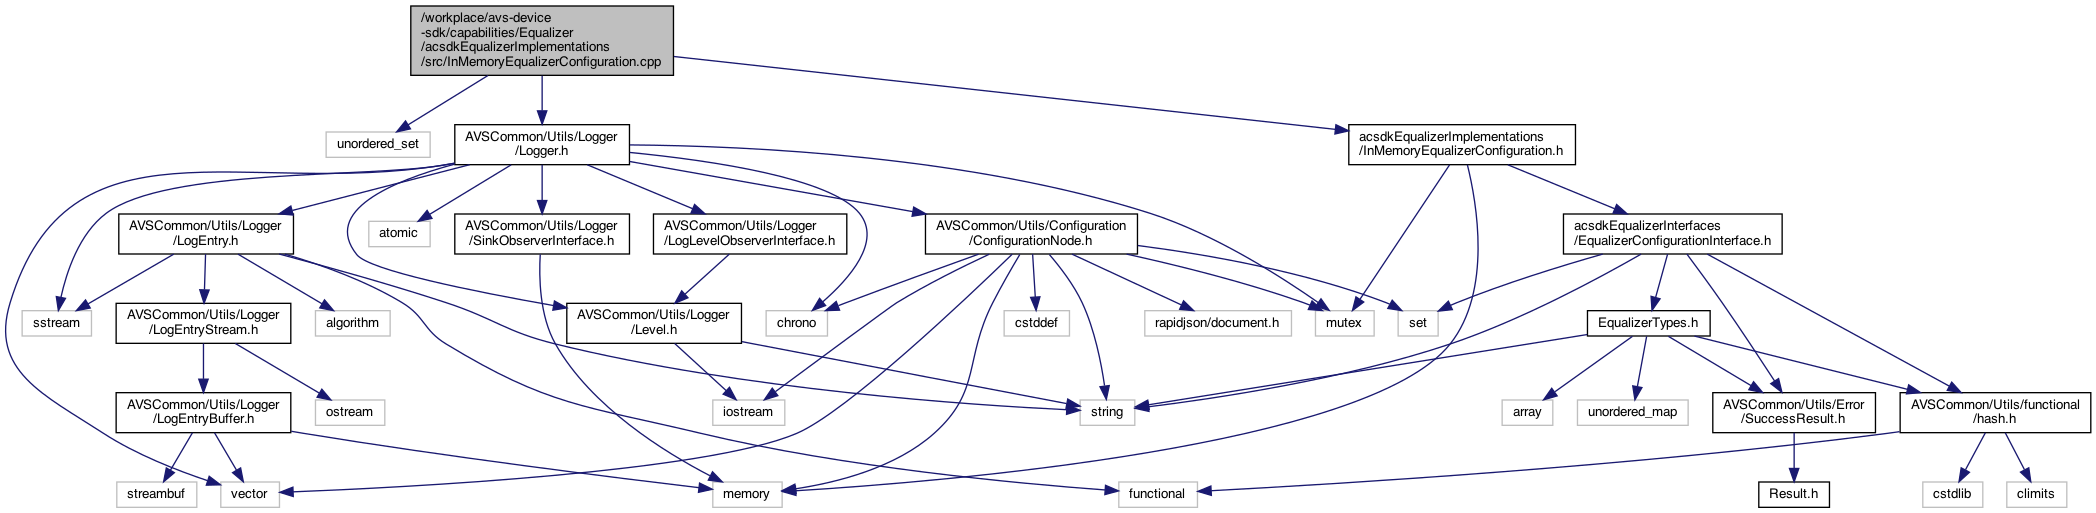 /workplace/avs-device
-sdk/capabilities/Equalizer
/acsdkEqualizerImplementations
/src/InMemoryEqualizerConfiguration.cpp
unordered_set
AVSCommon/Utils/Logger
/Logger.h
acsdkEqualizerImplementations
/InMemoryEqualizerConfiguration.h
AVSCommon/Utils/Logger
/LogEntry.h
atomic
AVSCommon/Utils/Logger
/SinkObserverInterface.h
AVSCommon/Utils/Logger
/LogLevelObserverInterface.h
AVSCommon/Utils/Configuration
/ConfigurationNode.h
acsdkEqualizerInterfaces
/EqualizerConfigurationInterface.h
sstream
AVSCommon/Utils/Logger
/LogEntryStream.h
algorithm
AVSCommon/Utils/Logger
/Level.h
chrono
cstddef
rapidjson/document.h
mutex
set
EqualizerTypes.h
AVSCommon/Utils/Logger
/LogEntryBuffer.h
ostream
iostream
string
array
unordered_map
AVSCommon/Utils/Error
/SuccessResult.h
AVSCommon/Utils/functional
/hash.h
streambuf
vector
memory
functional
Result.h
cstdlib
climits